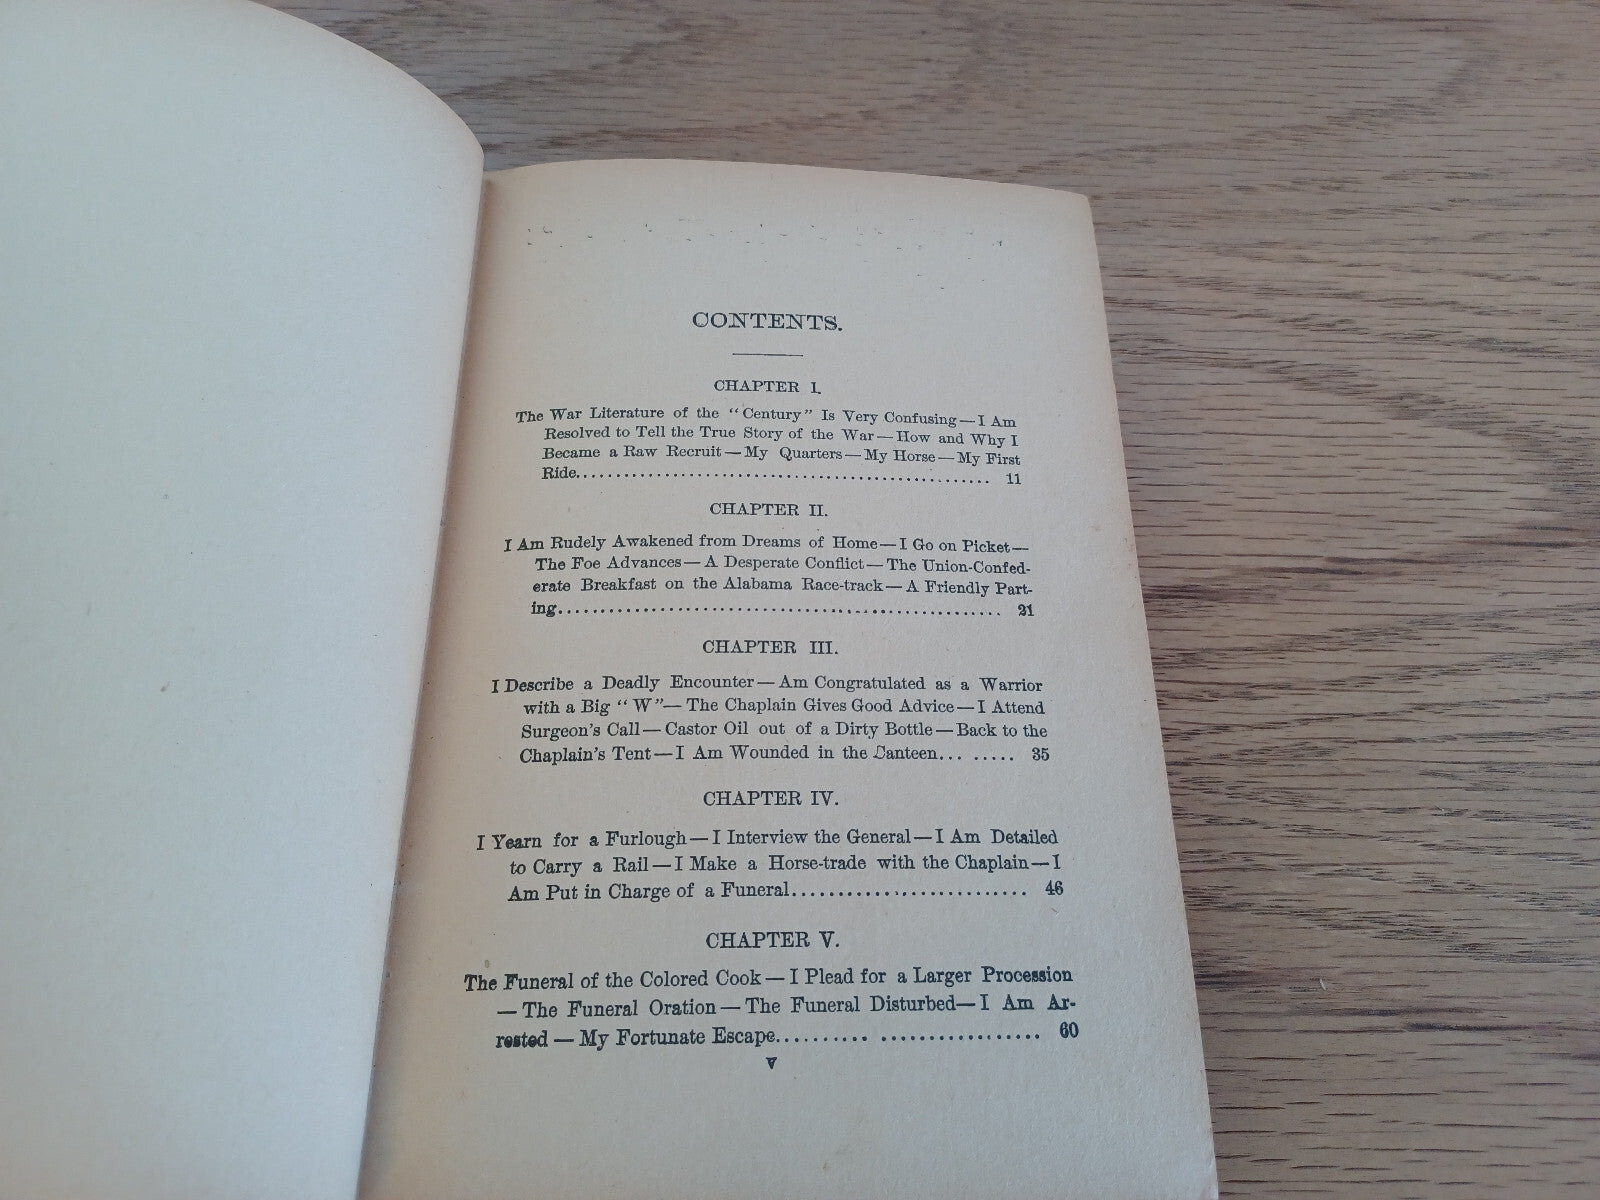 CONTENTS.
CHAPTER I.
The War Literature of the "Century" Is Very Confusing — I Am
Resolved to Tell the True Story of the War — How and Why I
Became a Raw Recruit — My Quarters — My Horse — My First
Ride.................................................. 11
CHAPTER II.
I Am Rudely Awakened from Dreams of Home — I Go on Picket —
The Foe Advances — A Desperate Conflict — The Union-Confed-
erate Breakfast on the Alabama Race-track — A Friendly Part-
ing.................................................. 21
CHAPTER III.
I Describe a Deadly Encounter — Am Congratulated as a Warrior
with a Big "W" — The Chaplain Gives Good Advice — I Attend
Surgeon's Call — Castor Oil out of a Dirty Bottle — Back to the
Chaplain's Tent — I Am Wounded in the Canteen... ..... 35
CHAPTER IV.
I Yearn for a Furlough — I Interview the General — I Am Detailed
to Carry a Rail — I Make a Horse-trade with the Chaplain — I
Am Put in Charge of a Funeral.......................... 46
CHAPTER V.
The Funeral of the Colored Cook — I Plead for a Larger Procession
— The Funeral Oration — The Funeral Disturbed — I Am Ar-
rested — My Fortunate Escape.......... ................. 60
v